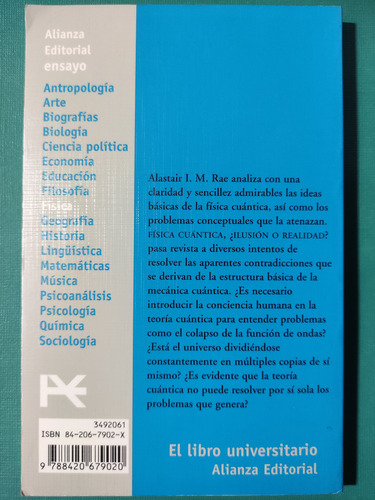 Alianza
Editorial
ensayo
Antropología
Arte
Biografías
Biología
Ciencia política
Economía
Educación
Filosofía
Física
Geografía
Historia
Lingüística
Matemáticas
Música
Psicoanálisis
Psicología
Química
Sociología
Alastair I. M. Rae analiza con una
claridad y sencillez admirables las ideas
básicas de la física cuántica, así como los
problemas conceptuales que la atenazan.
FÍSICA CUÁNTICA, ¿ILUSIÓN O REALIDAD?
pasa revista a diversos intentos de
resolver las aparentes contradicciones que
se derivan de la estructura básica de la
mecánica cuántica. ¿Es necesario
introducir la conciencia humana en la
teoría cuántica para entender problemas
como el colapso de la función de ondas?
¿Está el universo dividiéndose
constantemente en múltiples copias de sí
mismo? ¿Es evidente que la teoría
cuántica no puede resolver por sí sola los
problemas que genera?
3492061
ISBN 84-206-7902-X
9 788420 679020
El libro universitario
Alianza Editorial